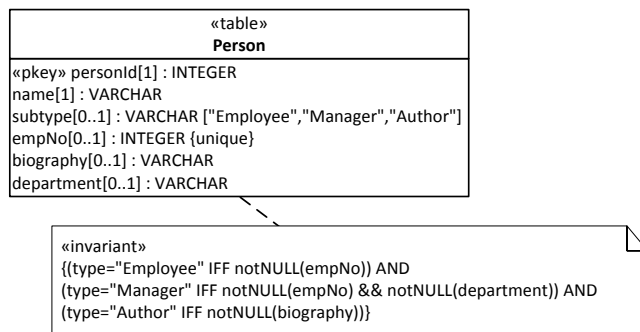 «table»
Person
«pkey» personId[1] : INTEGER
name[1] : VARCHAR
subtype[0..1] : VARCHAR ["Employee","Manager","Author"]
empNo[0..1] : INTEGER {unique}
biography[0..1] : VARCHAR
department[0..1] : VARCHAR
«invariant»
{(type="Employee" IFF notNULL(empNo)) AND
(type="Manager" IFF notNULL(empNo) && notNULL(department)) AND
(type="Author" IFF notNULL(biography))}